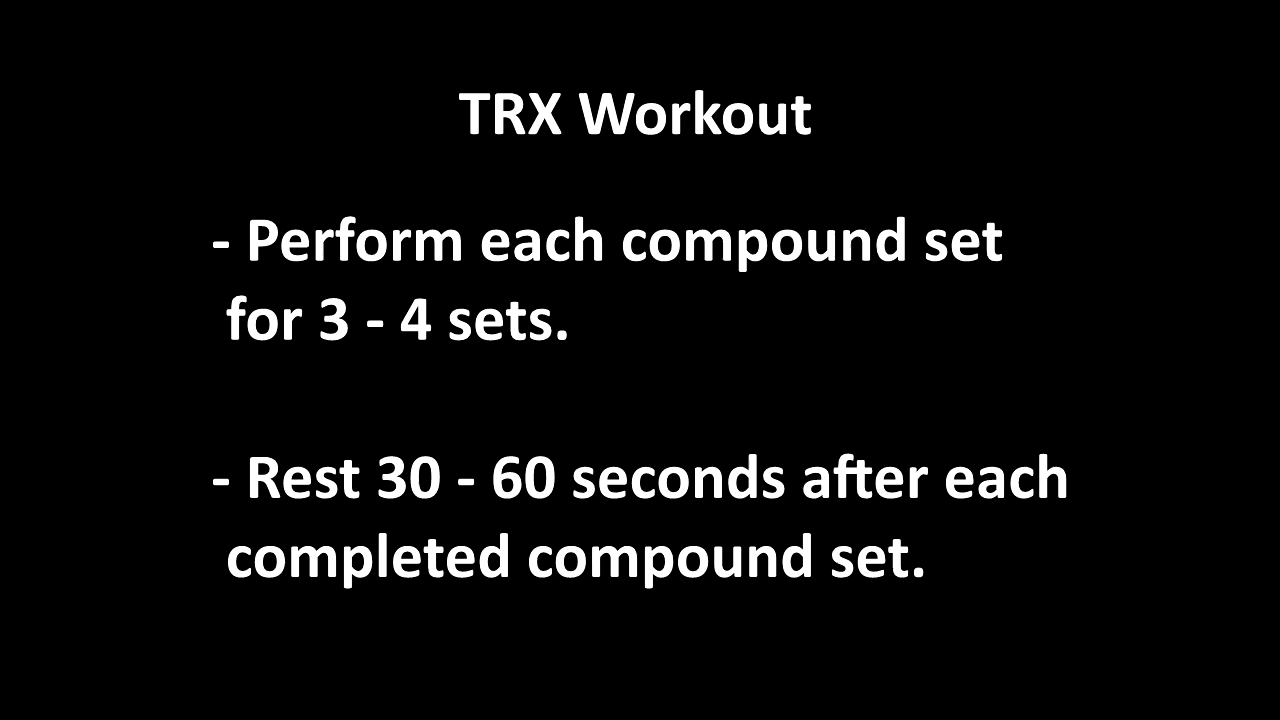 TRX Workout
- Perform each compound set
for 3 - 4 sets.
- Rest 30 - 60 seconds after each
completed compound set.